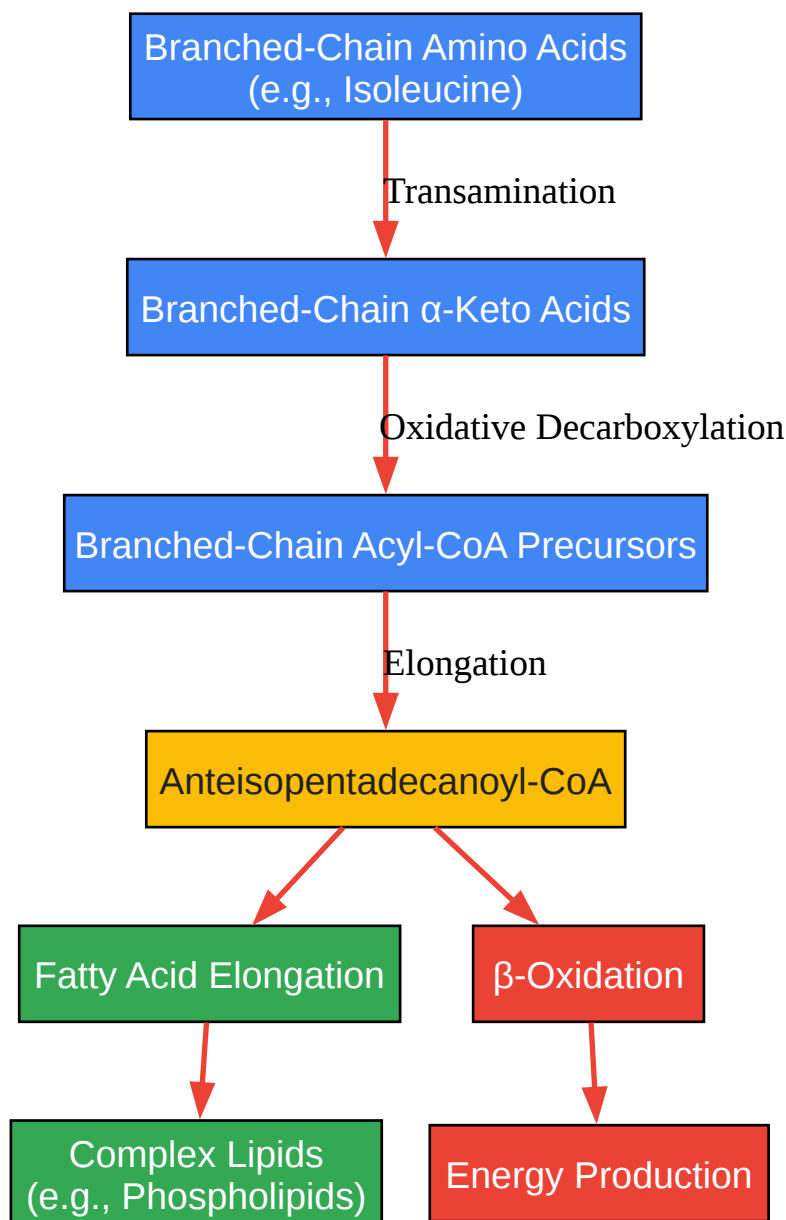 Branched-Chain Amino Acids
(e.g., Isoleucine)
Transamination
Branched-Chain α-Keto Acids
Oxidative Decarboxylation
Branched-Chain Acyl-CoA Precursors
Elongation
Anteisopentadecanoyl-CoA
Fatty Acid Elongation
β-Oxidation
Complex Lipids
(e.g., Phospholipids)
Energy Production